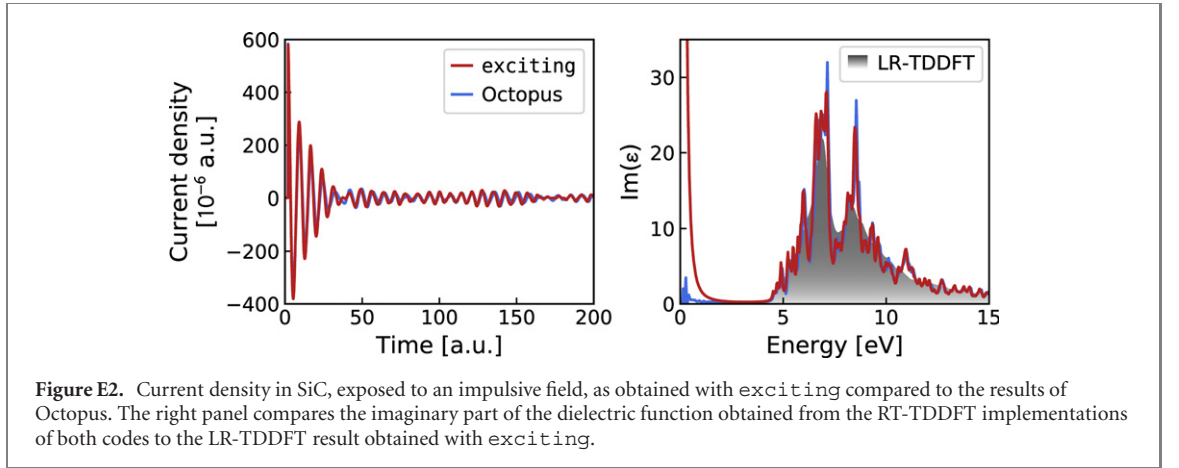 600
400
200
0
−200
−400
Current density
[10⁻⁶ a.u.]
0
50
100
150
200
Time [a.u.]
exciting
Octopus
30
20
10
0
Im(ε)
0
5
10
15
Energy [eV]
LR-TDDFT
Figure E2. Current density in SiC, exposed to an impulsive field, as obtained with exciting compared to the results of
Octopus. The right panel compares the imaginary part of the dielectric function obtained from the RT-TDDFT implementations
of both codes to the LR-TDDFT result obtained with exciting.